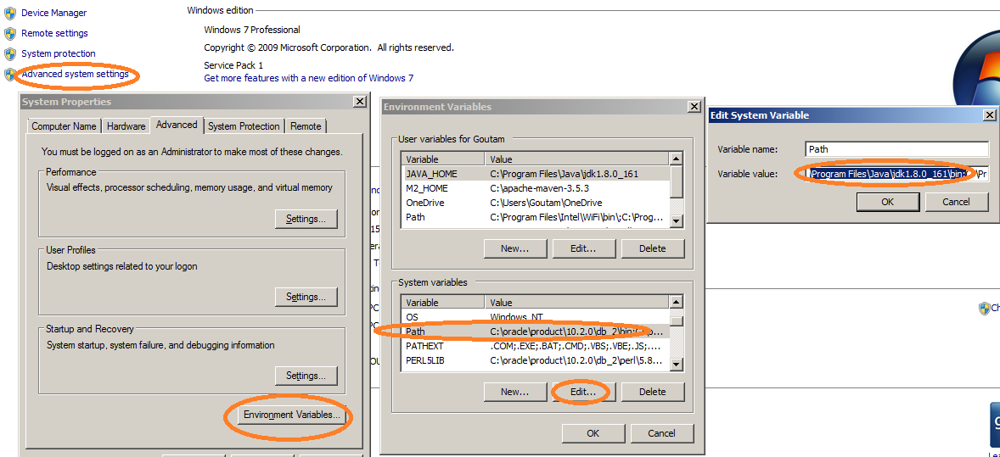 Device Manager
Remote settings
System protection
Advanced system settings
Windows edition
Windows 7 Professional
Copyright © 2009 Microsoft Corporation.  All rights reserved.
Service Pack 1
Get more features with a new edition of Windows 7
System Properties
Computer Name
Hardware
Advanced
System Protection
Remote
You must be logged on as an Administrator to make most of these changes.
Performance
Visual effects, processor scheduling, memory usage, and virtual memory
Settings...
User Profiles
Desktop settings related to your logon
Settings...
Startup and Recovery
System startup, system failure, and debugging information
Settings...
Environment Variables...
Environment Variables
User variables for Goutam
Variable Value
JAVA_HOME C:\Program Files\Java\jdk1.8.0_161
M2_HOME C:\apache-maven-3.5.3
OneDrive C:\Users\Goutam\OneDrive
Path C:\Program Files\Intel\WiFi\bin\;C:\Prog...
New... Edit... Delete
System variables
Variable Value
OS Windows_NT
Path C:\oracle\product\10.2.0\db_2\bin;
PATHEXT .COM;.EXE;.BAT;.CMD;.VBS;.VBE;.JS;....
PERL5LIB C:\oracle\product\10.2.0\db_2\perl\5.8...
New... Edit... Delete
OK Cancel
Edit System Variable
Variable name: Path
Variable value: \Program Files\Java\jdk1.8.0_161\bin;
OK Cancel